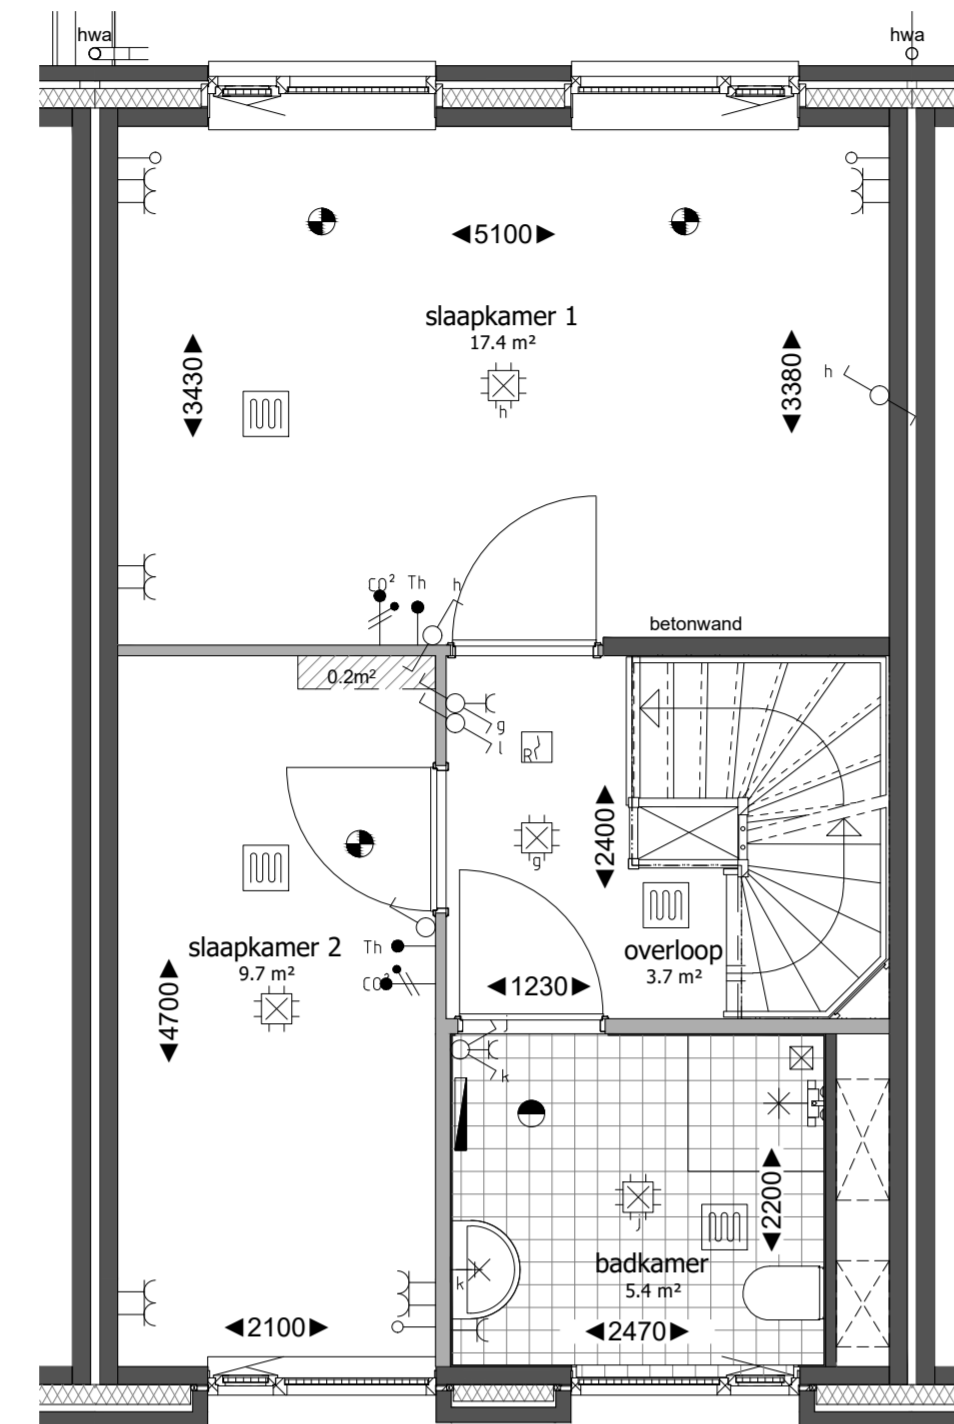 hwa
hwa
5100
slaapkamer 1
17.4 m²
3430
3380
h
h
co²
Th
h
betonwand
0.2m²
g
l
R
2400
g
slaapkamer 2
9.7 m²
Th
CO²
overloop
3.7 m²
1230
4700
j
k
2200
j
badkamer
5.4 m²
k
2100
2470